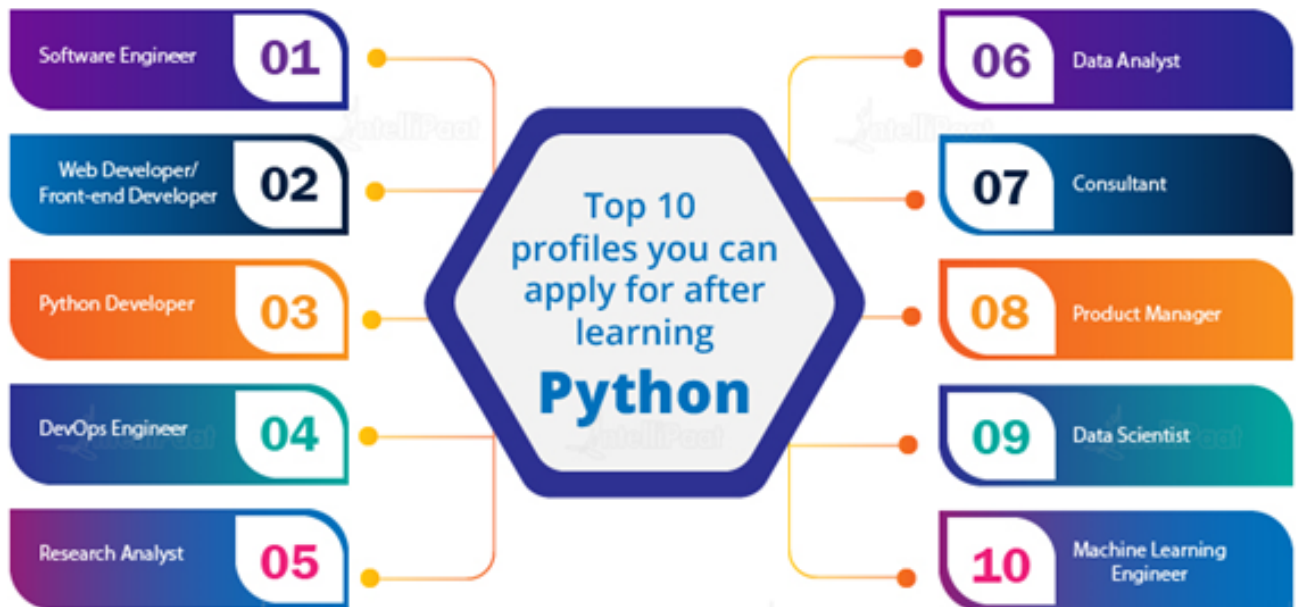 Software Engineer
01
Web Developer/
Front-end Developer
02
Python Developer
03
DevOps Engineer
04
Research Analyst
05
Top 10
profiles you can
apply for after
learning
Python
06
Data Analyst
07
Consultant
08
Product Manager
09
Data Scientist
10
Machine Learning
Engineer